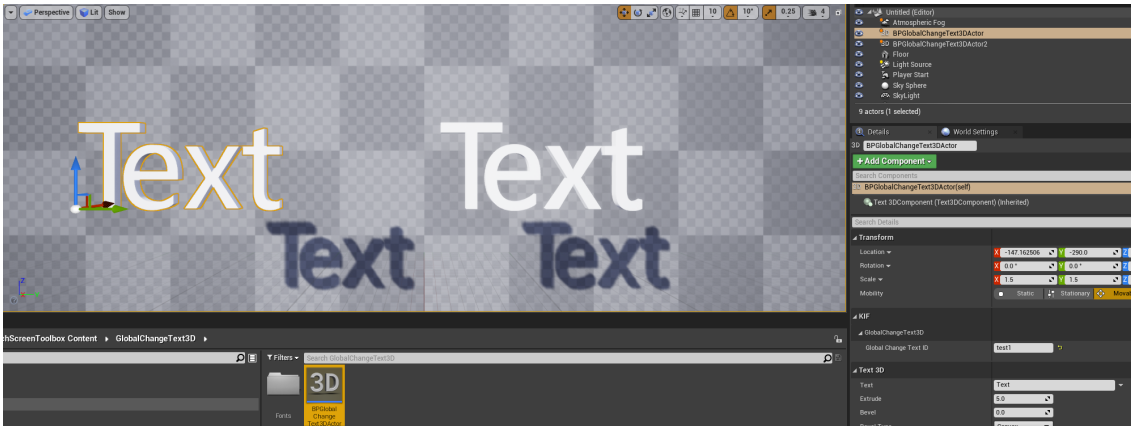 Perspective Lit Show
10 10° 0.25 4
Text Text
Text Text
Z
Untitled (Editor)
Atmospheric Fog
BPGlobalChangeText3DActor
BPGlobalChangeText3DActor2
Floor
Light Source
Player Start
Sky Sphere
SkyLight
9 actors (1 selected)
Details World Settings
3D BPGlobalChangeText3DActor
+Add Component
Search Components
BPGlobalChangeText3DActor(self)
Text 3DComponent (Text3DComponent) (Inherited)
Search Details
Transform
Location X -147.162506 Y -290.0 Z
Rotation X 0.0 ° Y 0.0 ° Z
Scale X 1.5 Y 1.5 Z
Mobility Static Stationary
KIF
GlobalChangeText3D
Global Change Text ID test1
Text 3D
Text Text
Extrude 5.0
Bevel 0.0
ScreenToolbox Content GlobalChangeText3D
Filters Search GlobalChangeText3D
3D
Fonts
BPGlobal
Change
Text3DActor